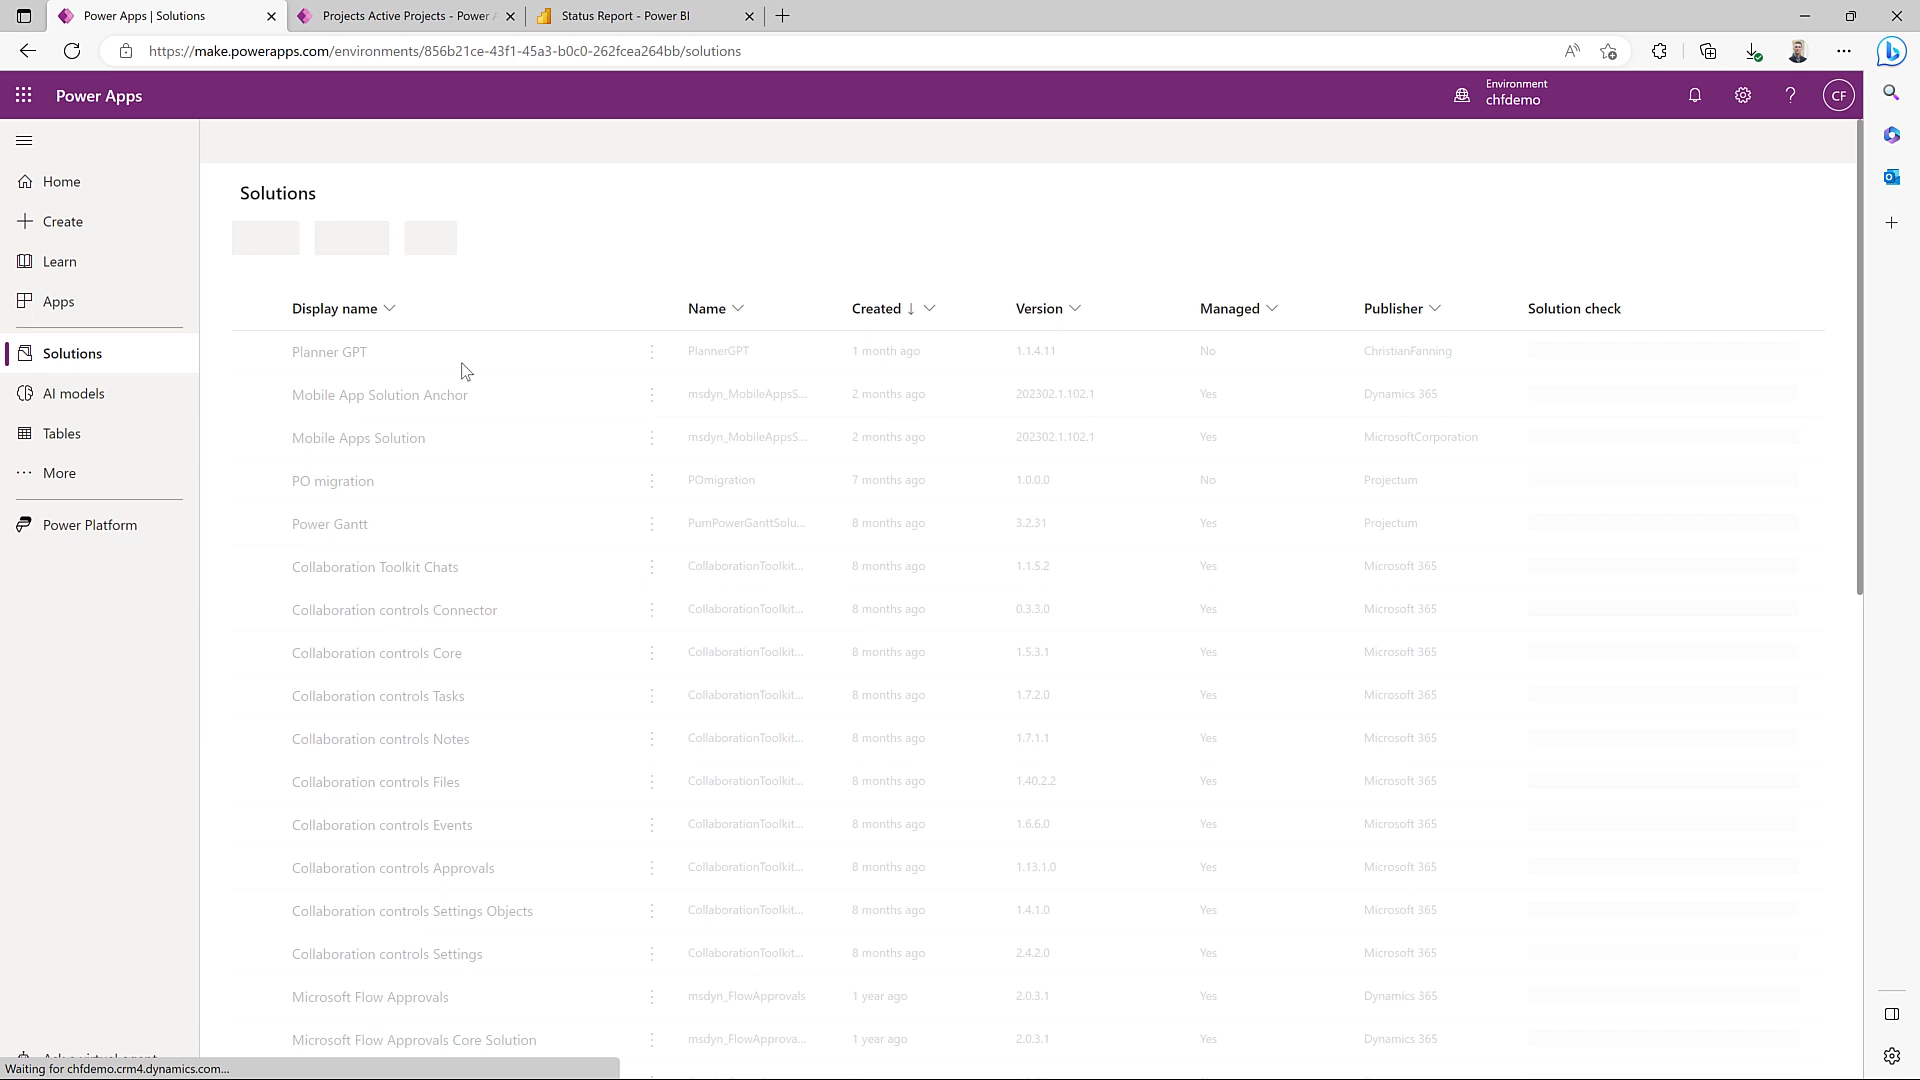 Power Apps | Solutions
Projects Active Projects - Power A
Status Report - Power BI
https://make.powerapps.com/environments/856b21ce-43f1-45a3-b0c0-262fcea264bb/solutions
Power Apps
Environment
chfdemo
CF
Home
Create
Learn
Apps
Solutions
AI models
Tables
More
Power Platform
Solutions
Display name Name Created Version Managed Publisher Solution check
Planner GPT PlannerGPT 1 month ago 1.1.4.11 No ChristianFanning
Mobile App Solution Anchor msdyn_MobileAppsS... 2 months ago 202302.1.102.1 Yes Dynamics 365
Mobile Apps Solution msdyn_MobileAppsS... 2 months ago 202302.1.102.1 Yes MicrosoftCorporation
PO migration POmigration 7 months ago 1.0.0.0 No Projectum
Power Gantt PumPowerGanttSolu... 8 months ago 3.2.31 Yes Projectum
Collaboration Toolkit Chats CollaborationToolkit... 8 months ago 1.1.5.2 Yes Microsoft 365
Collaboration controls Connector CollaborationToolkit... 8 months ago 0.3.3.0 Yes Microsoft 365
Collaboration controls Core CollaborationToolkit... 8 months ago 1.5.3.1 Yes Microsoft 365
Collaboration controls Tasks CollaborationToolkit... 8 months ago 1.7.2.0 Yes Microsoft 365
Collaboration controls Notes CollaborationToolkit... 8 months ago 1.7.1.1 Yes Microsoft 365
Collaboration controls Files CollaborationToolkit... 8 months ago 1.40.2.2 Yes Microsoft 365
Collaboration controls Events CollaborationToolkit... 8 months ago 1.6.6.0 Yes Microsoft 365
Collaboration controls Approvals CollaborationToolkit... 8 months ago 1.13.1.0 Yes Microsoft 365
Collaboration controls Settings Objects CollaborationToolkit... 8 months ago 1.4.1.0 Yes Microsoft 365
Collaboration controls Settings CollaborationToolkit... 8 months ago 2.4.2.0 Yes Microsoft 365
Microsoft Flow Approvals msdyn_FlowApprovals 1 year ago 2.0.3.1 Yes Dynamics 365
Microsoft Flow Approvals Core Solution msdyn_FlowApprova... 1 year ago 2.0.3.1 Yes Dynamics 365
Waiting for chfdemo.crm4.dynamics.com...